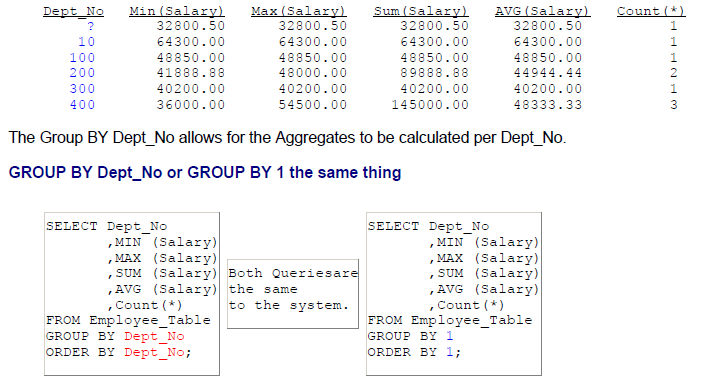 Dept_No Min(Salary) Max(Salary) Sum(Salary) AVG(Salary) Count(*)
? 32800.50 32800.50 32800.50 32800.50 1
10 64300.00 64300.00 64300.00 64300.00 1
100 48850.00 48850.00 48850.00 48850.00 1
200 41888.88 48000.00 89888.88 44944.44 2
300 40200.00 40200.00 40200.00 40200.00 1
400 36000.00 54500.00 145000.00 48333.33 3
The Group BY Dept_No allows for the Aggregates to be calculated per Dept_No.
GROUP BY Dept_No or GROUP BY 1 the same thing
SELECT Dept_No
,MIN (Salary)
,MAX (Salary)
,SUM (Salary)
,AVG (Salary)
,Count(*)
FROM Employee_Table
GROUP BY Dept_No
ORDER BY Dept_No;
Both Queriesare
the same
to the system.
SELECT Dept_No
,MIN (Salary)
,MAX (Salary)
,SUM (Salary)
,AVG (Salary)
,Count(*)
FROM Employee_Table
GROUP BY 1
ORDER BY 1;